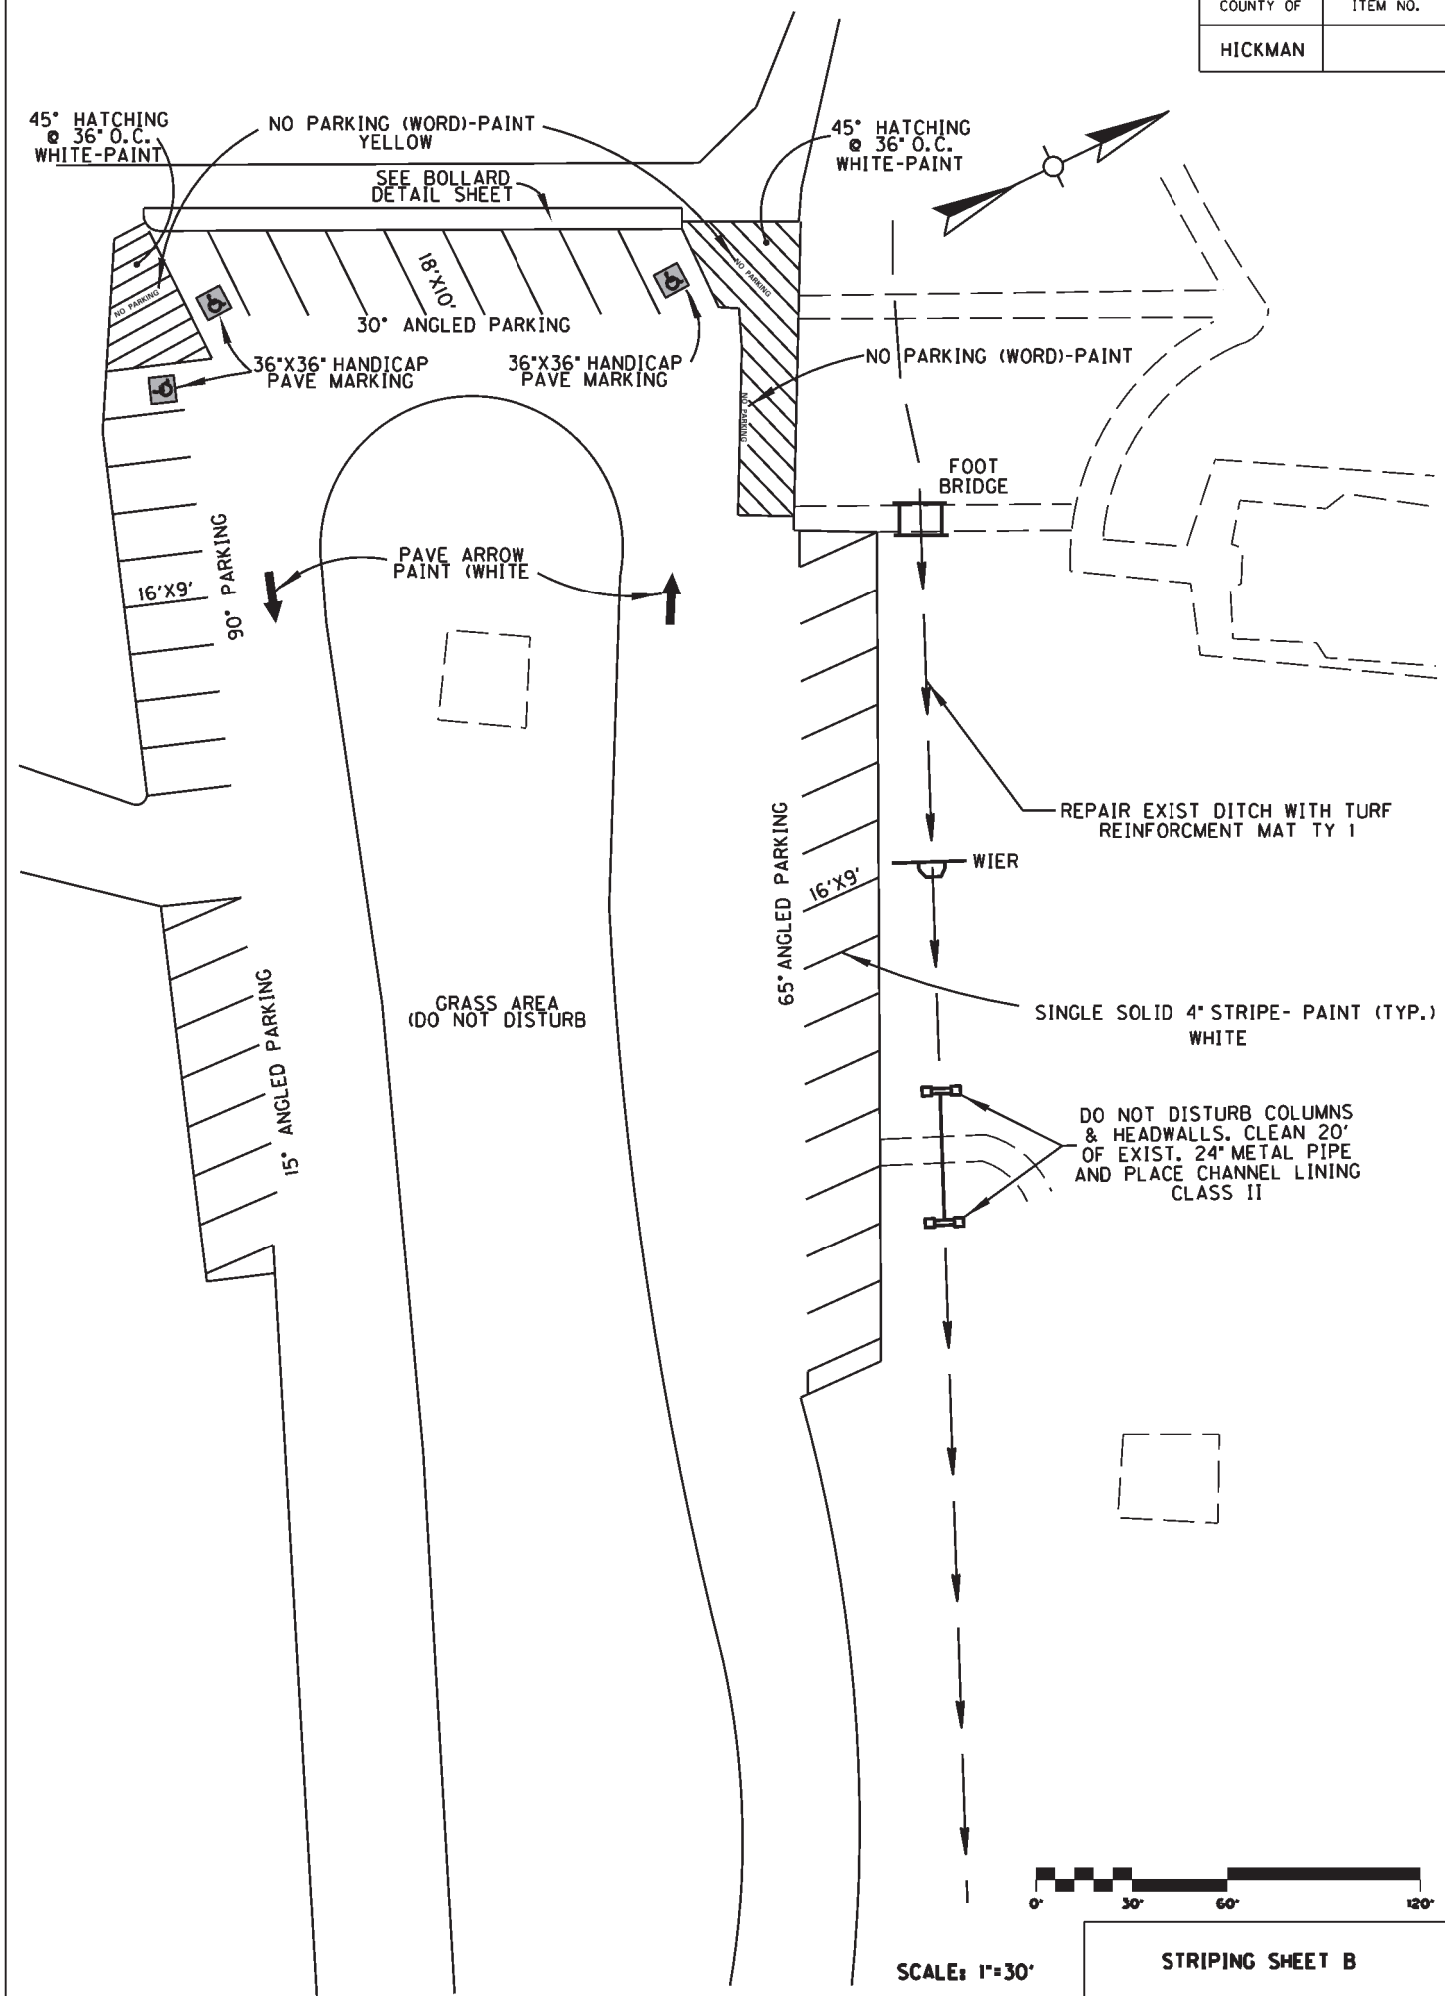 COUNTY OF
ITEM NO.
HICKMAN
45° HATCHING
@ 36" O.C.
WHITE-PAINT
NO PARKING (WORD)-PAINT
YELLOW
SEE BOLLARD
DETAIL SHEET
45° HATCHING
@ 36" O.C.
WHITE-PAINT
NO PARKING
18'X10'
NO PARKING
30° ANGLED PARKING
36"X36" HANDICAP
PAVE MARKING
36"X36" HANDICAP
PAVE MARKING
NO PARKING (WORD)-PAINT
NO PARKING
FOOT
BRIDGE
90° PARKING
16'X9'
PAVE ARROW
PAINT (WHITE
REPAIR EXIST DITCH WITH TURF
REINFORCMENT MAT TY 1
WIER
65° ANGLED PARKING
16'X9'
15° ANGLED PARKING
GRASS AREA
(DO NOT DISTURB
SINGLE SOLID 4" STRIPE- PAINT (TYP.)
WHITE
DO NOT DISTURB COLUMNS
& HEADWALLS. CLEAN 20'
OF EXIST. 24" METAL PIPE
AND PLACE CHANNEL LINING
CLASS II
0' 30' 60' 120'
SCALE: 1"=30'
STRIPING SHEET B